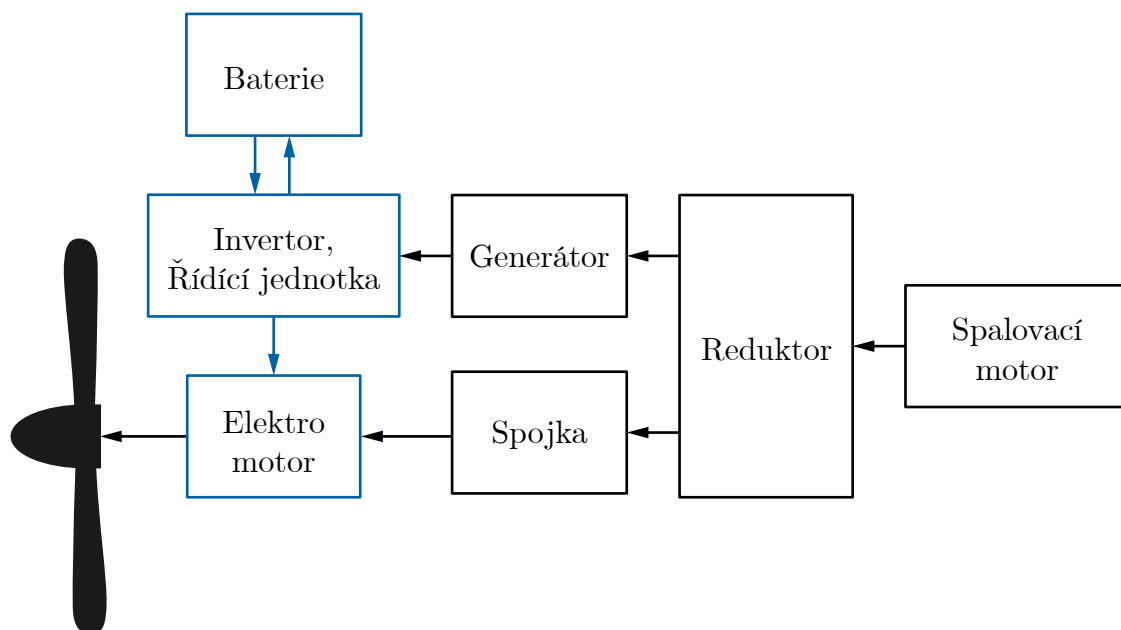 Baterie
Invertor,
Řídící jednotka
Generátor
Reduktor
Spalovací
motor
Elektro
motor
Spojka